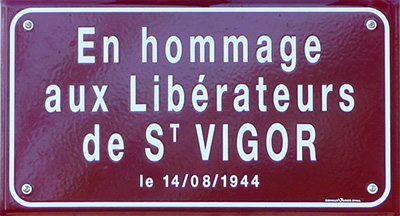 En hommage
aux Libérateurs
de ST VIGOR
le 14/08/1944